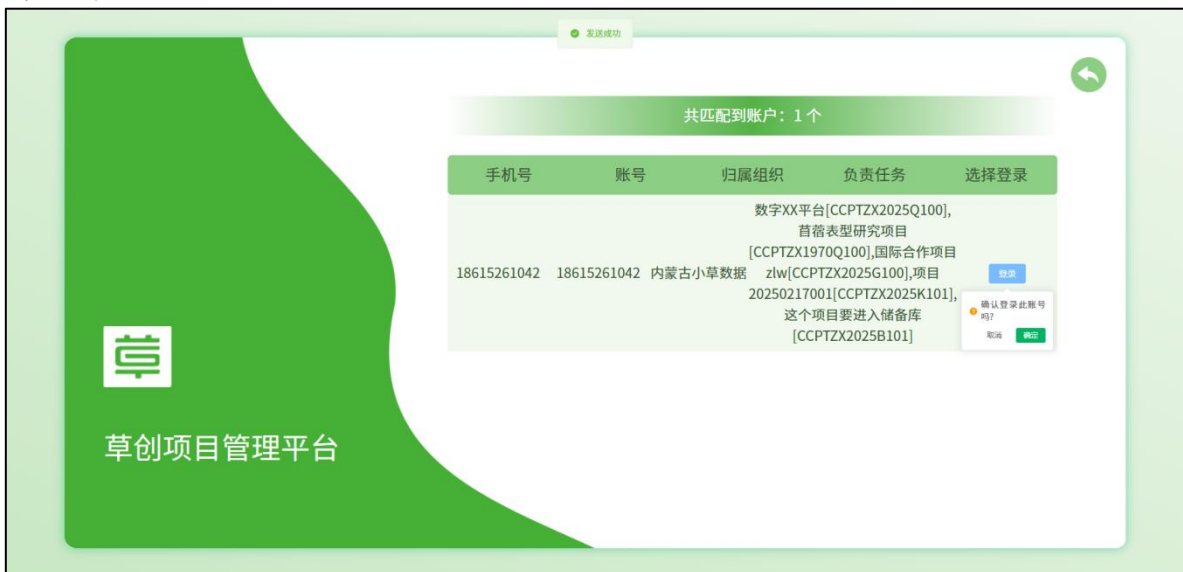 发送成功
共匹配到账户：1 个
手机号 账号 归属组织 负责任务 选择登录
数字XX平台[CCPTZX2025Q100],
苜蓿表型研究项目
[CCPTZX1970Q100],国际合作项目
18615261042 18615261042 内蒙古小草数据 zlw[CCPTZX2025G100],项目 登录
20250217001[CCPTZX2025K101],
这个项目要进入储备库
[CCPTZX2025B101]
确认登录此账号
吗?
取消 确定
草创项目管理平台